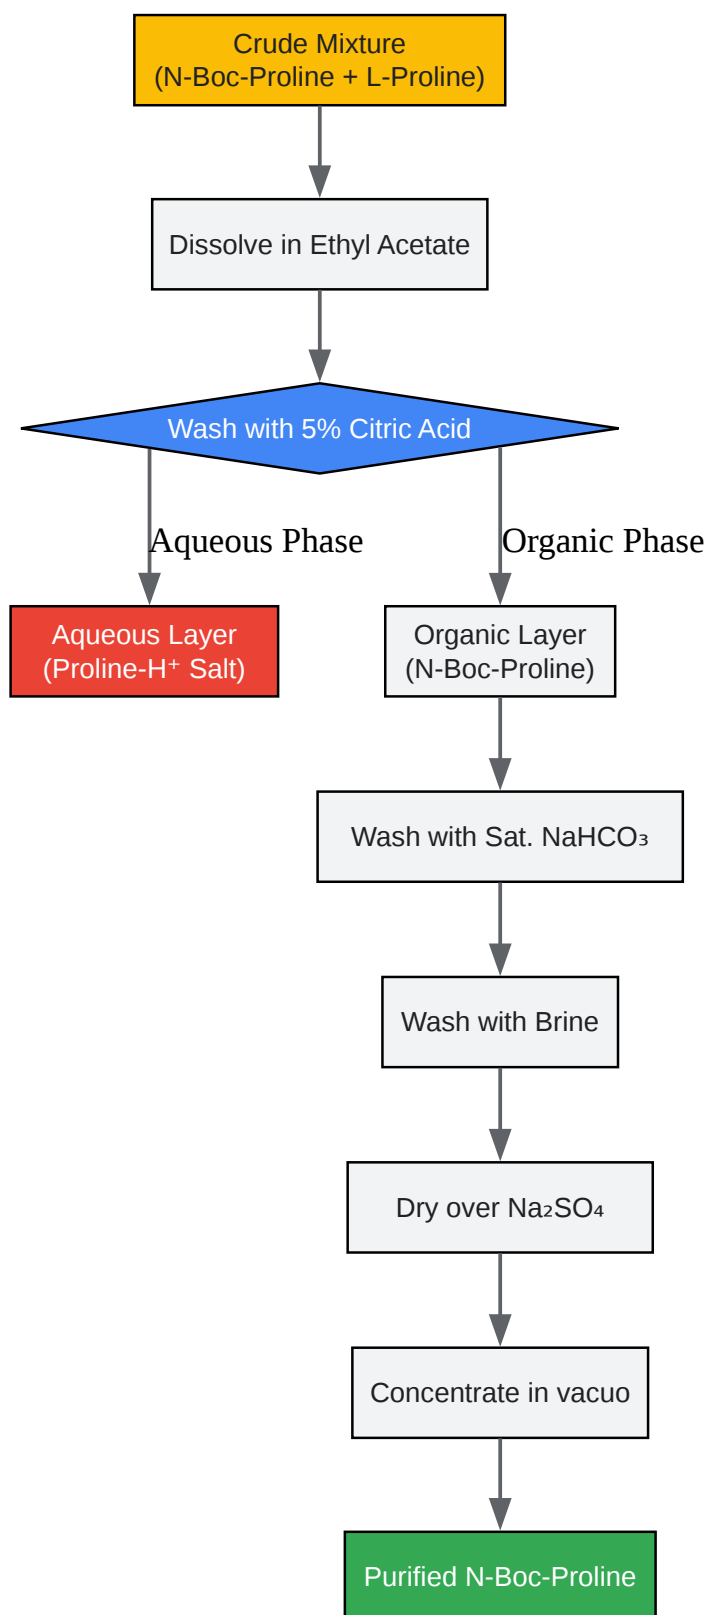 Crude Mixture
(N-Boc-Proline + L-Proline)
Dissolve in Ethyl Acetate
Wash with 5% Citric Acid
Aqueous Phase
Organic Phase
Aqueous Layer
(Proline-H⁺ Salt)
Organic Layer
(N-Boc-Proline)
Wash with Sat. NaHCO₃
Wash with Brine
Dry over Na₂SO₄
Concentrate in vacuo
Purified N-Boc-Proline